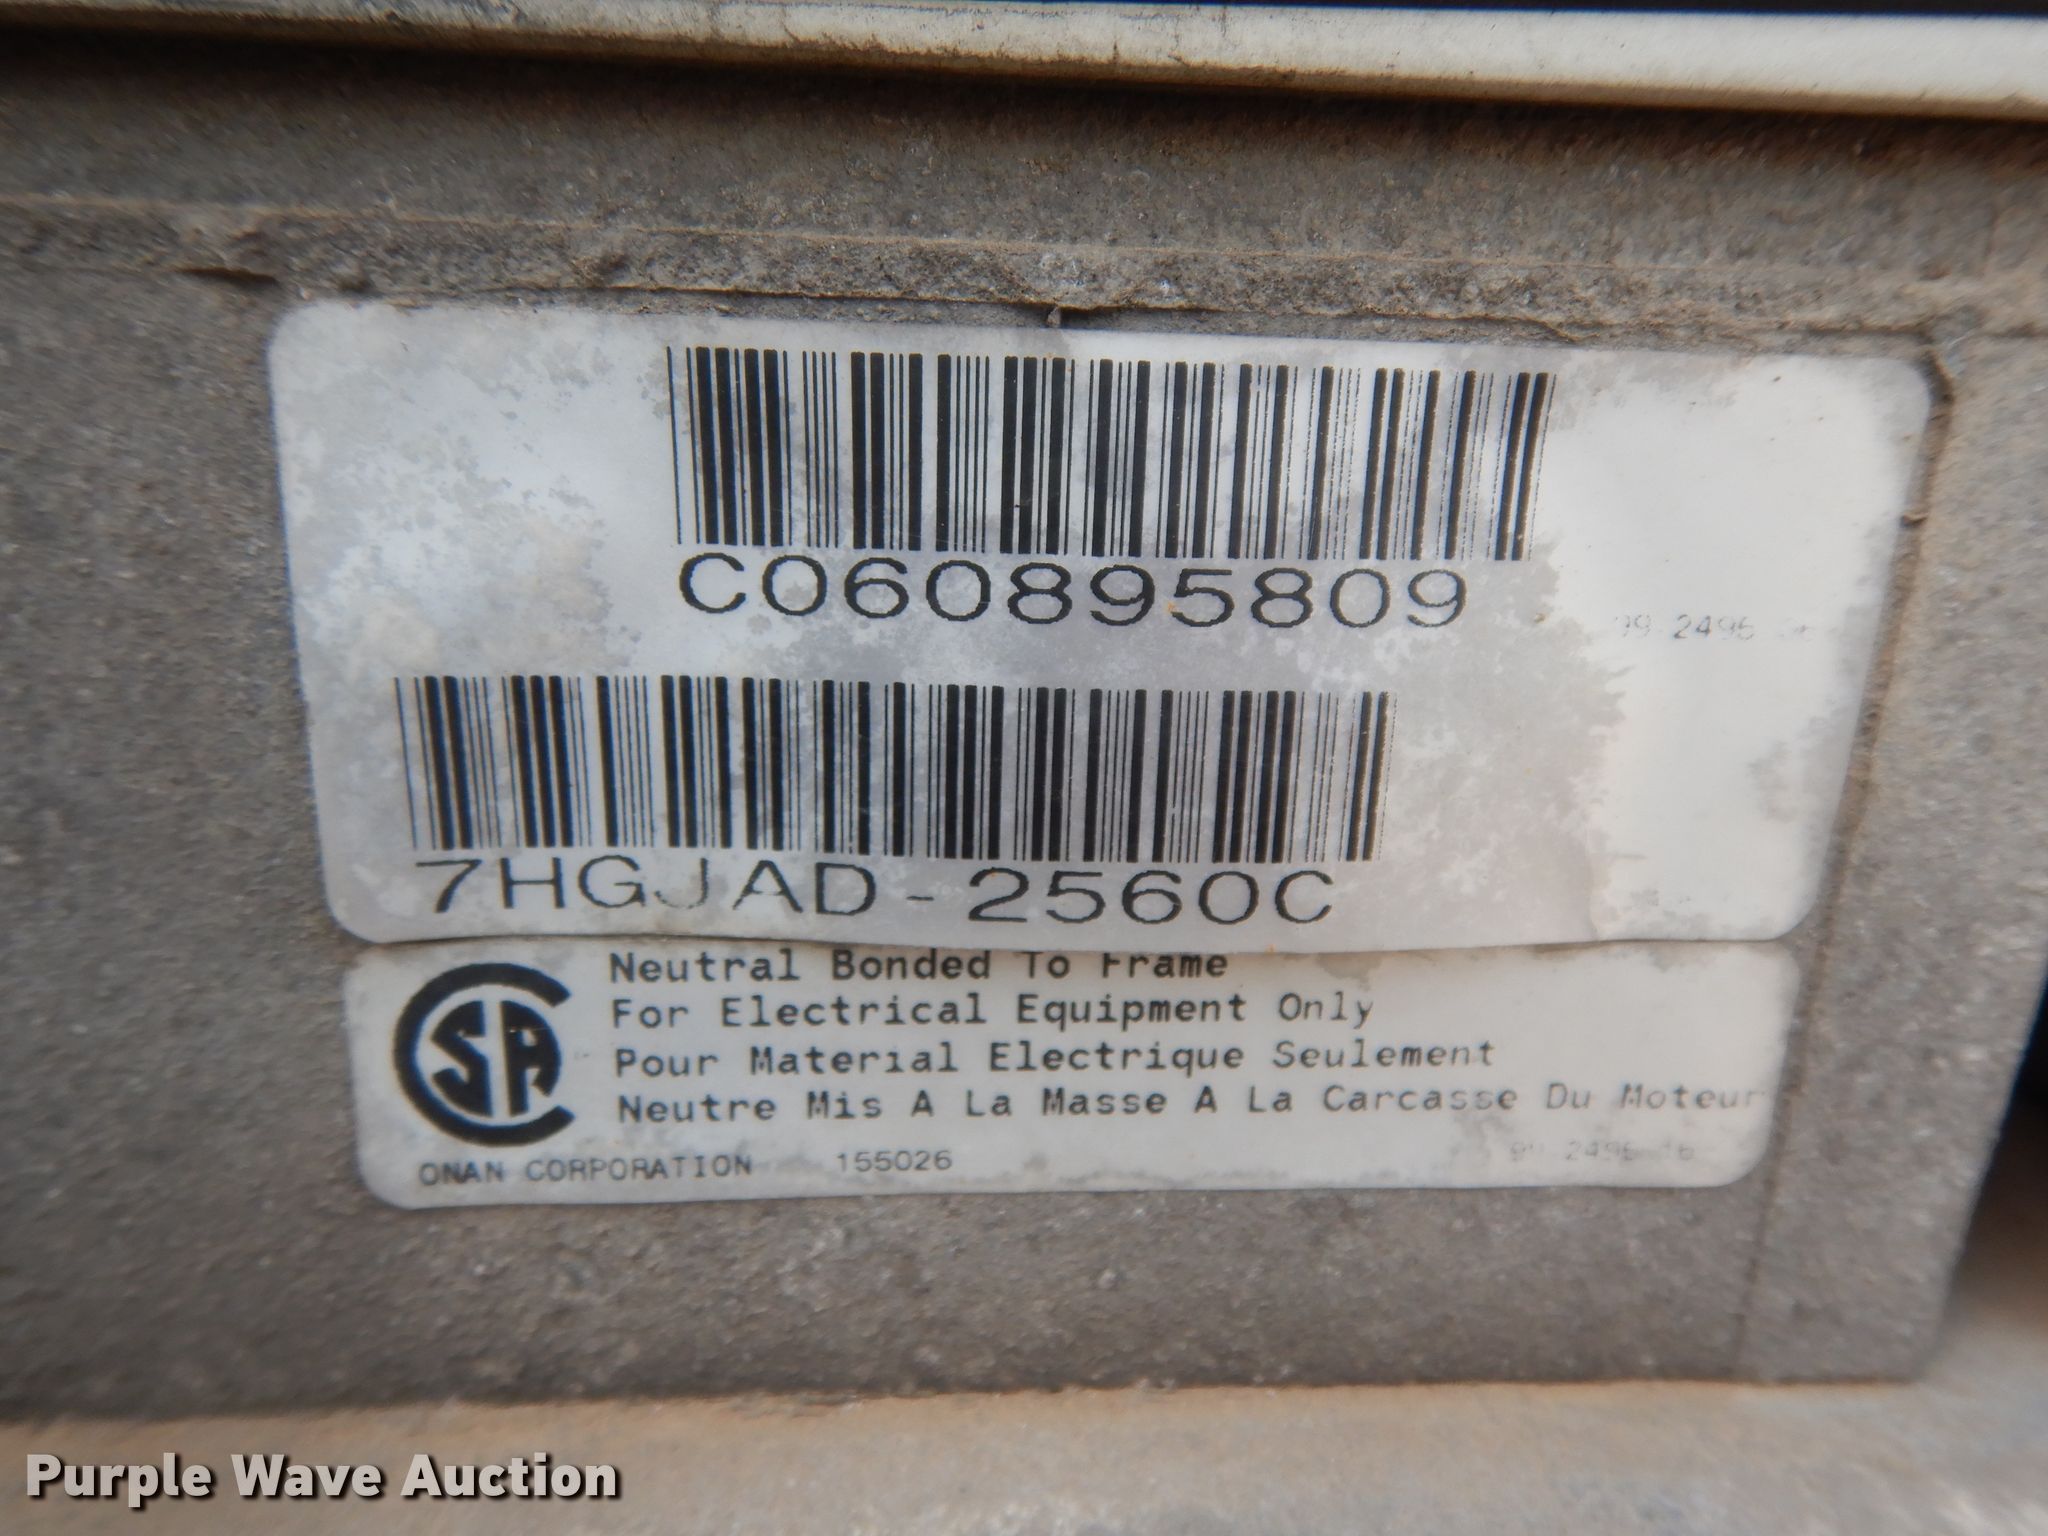 C060895809
7HGJAD-2560C
Neutral Bonded To Frame
For Electrical Equipment Only
Pour Material Electrique Seulement
Neutre Mis A La Masse A La Carcasse Du Moteur
CSA
ONAN CORPORATION 155026
Purple Wave Auction